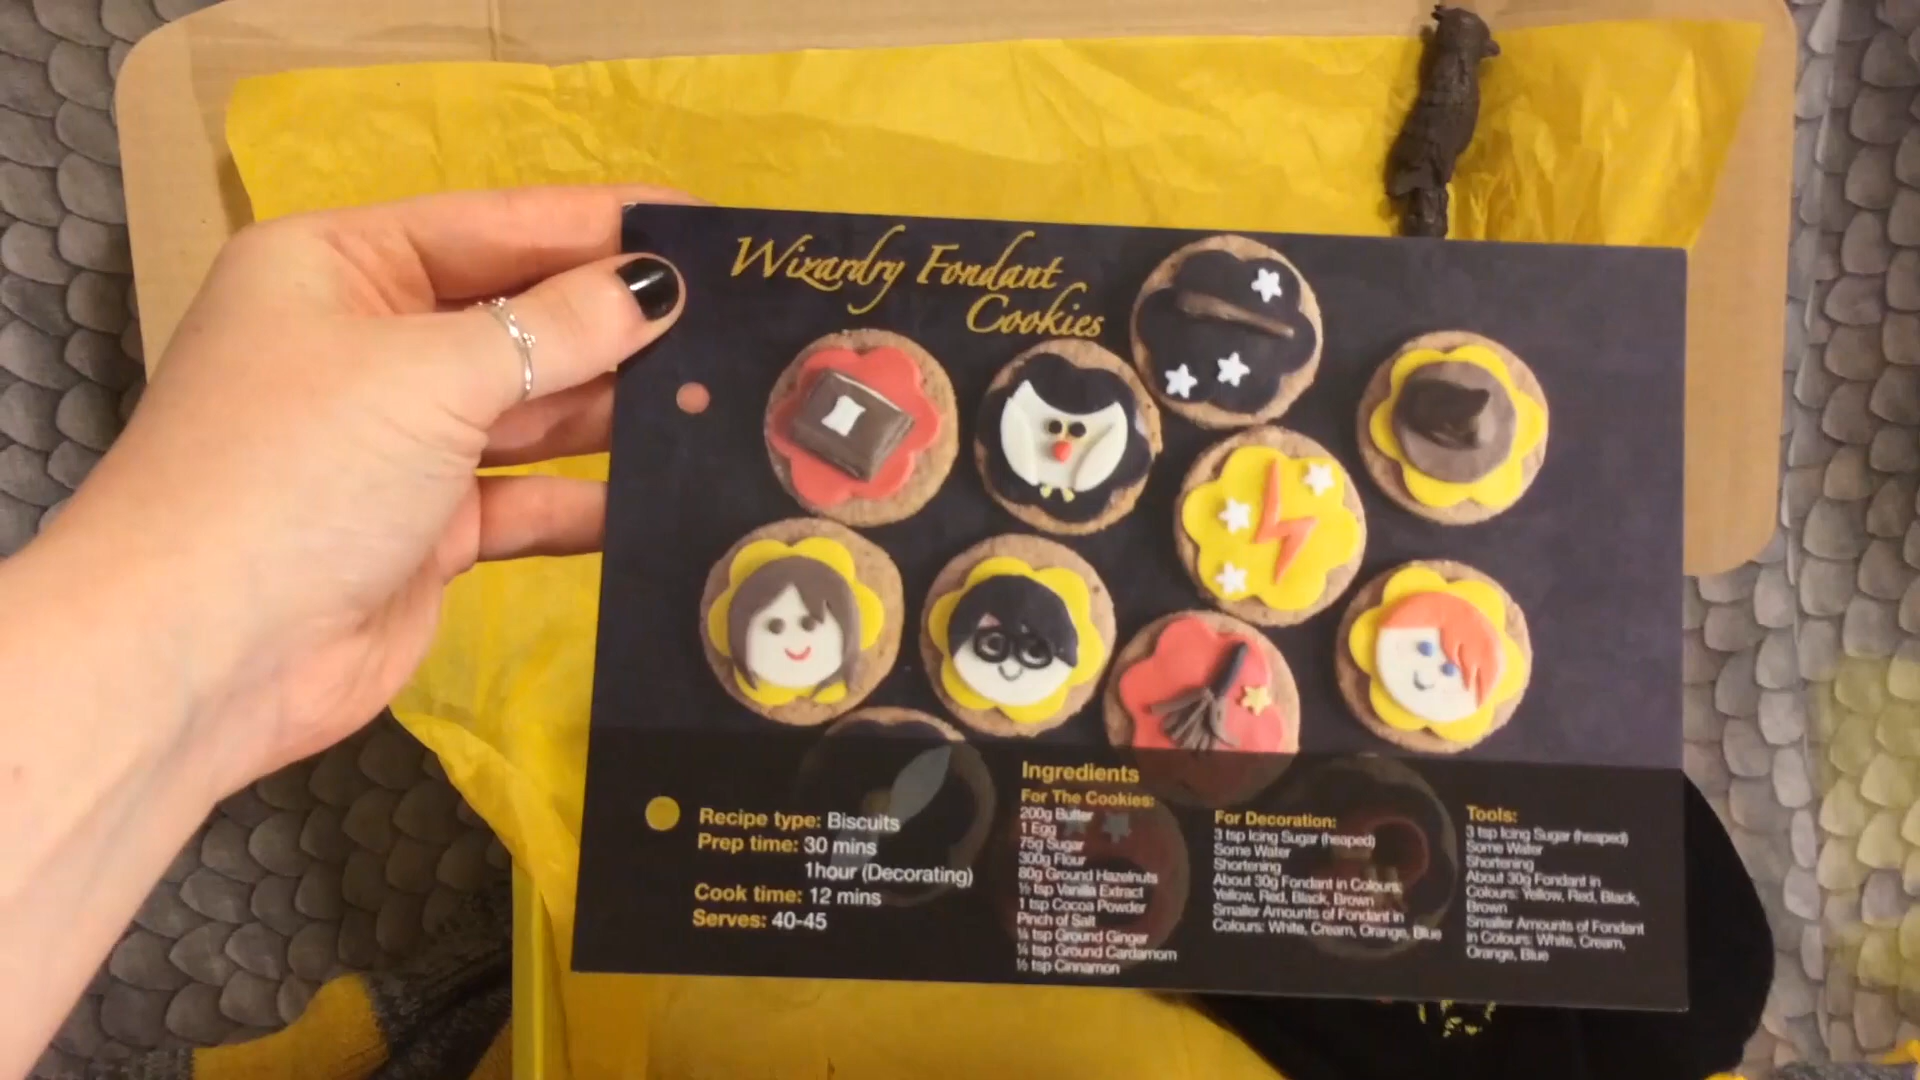 Wizardry Fondant
Cookies
Recipe type: Biscuits
Prep time: 30 mins
1hour (Decorating)
Cook time: 12 mins
Serves: 40-45
Ingredients
For The Cookies:
200g Butter
1 Egg
75g Sugar
300g Flour
80g Ground Hazelnuts
½ tsp Vanilla Extract
1 tsp Cocoa Powder
Pinch of Salt
¼ tsp Ground Ginger
¼ tsp Ground Cardamom
½ tsp Cinnamon
For Decoration:
3 tsp Icing Sugar (heaped)
Some Water
Shortening
About 30g Fondant in Colours:
Yellow, Red, Black, Brown
Smaller Amounts of Fondant in
Colours: White, Cream, Orange, Blue
Tools:
3 tsp Icing Sugar (heaped)
Some Water
Shortening
About 30g Fondant in
Colours: Yellow, Red, Black,
Brown
Smaller Amounts of Fondant
in Colours: White, Cream,
Orange, Blue